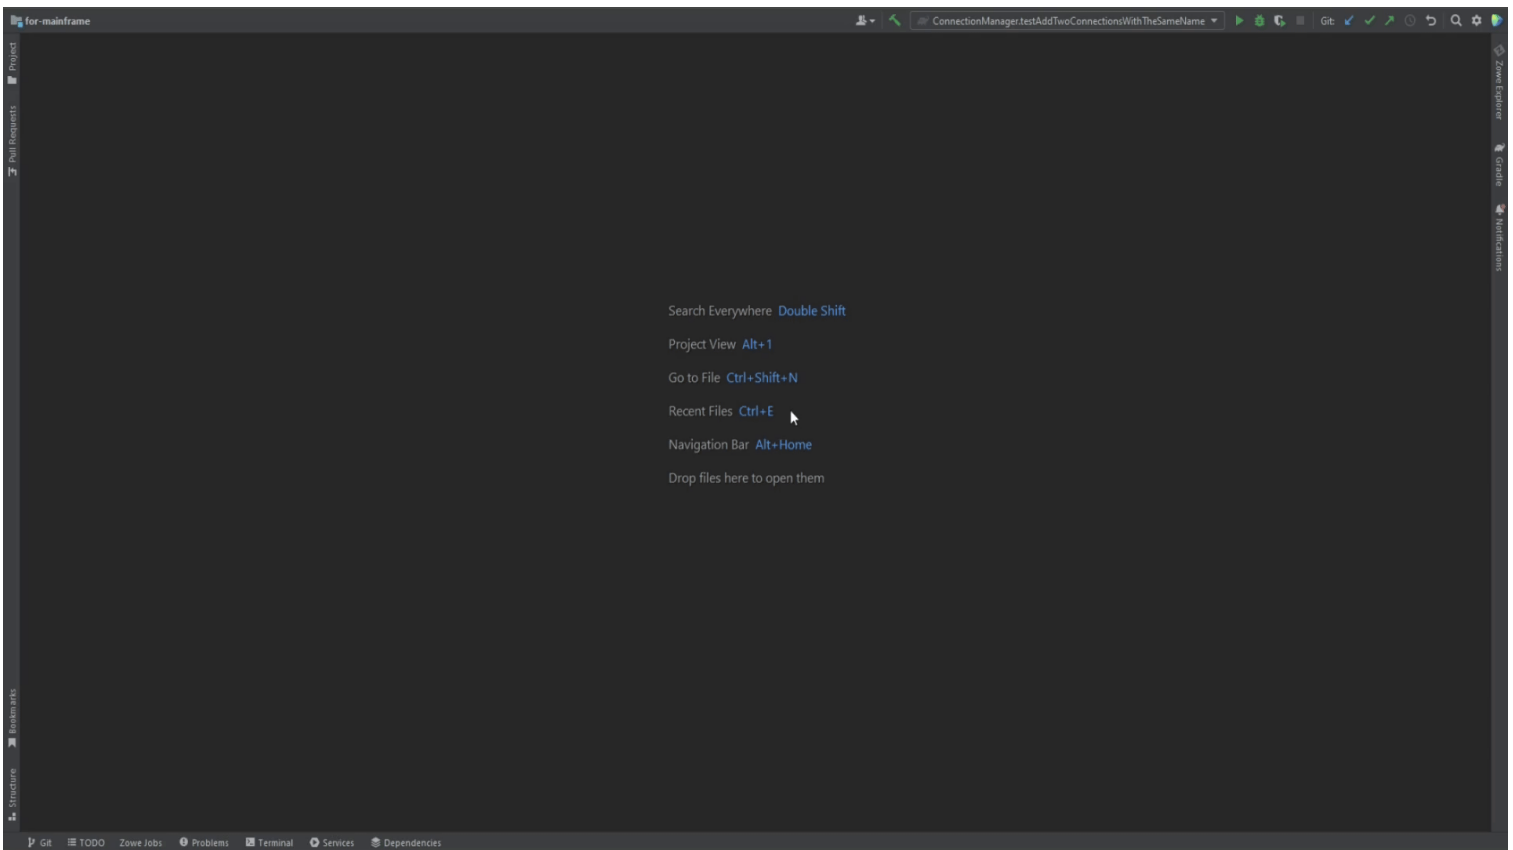 for-mainframe
ConnectionManager.testAddTwoConnectionsWithTheSameName
Git:
Project
Pull Requests
Bookmarks
Structure
Search Everywhere Double Shift
Project View Alt+1
Go to File Ctrl+Shift+N
Recent Files Ctrl+E
Navigation Bar Alt+Home
Drop files here to open them
Zowe Explorer
Gradle
Notifications
Git TODO Zowe Jobs Problems Terminal Services Dependencies